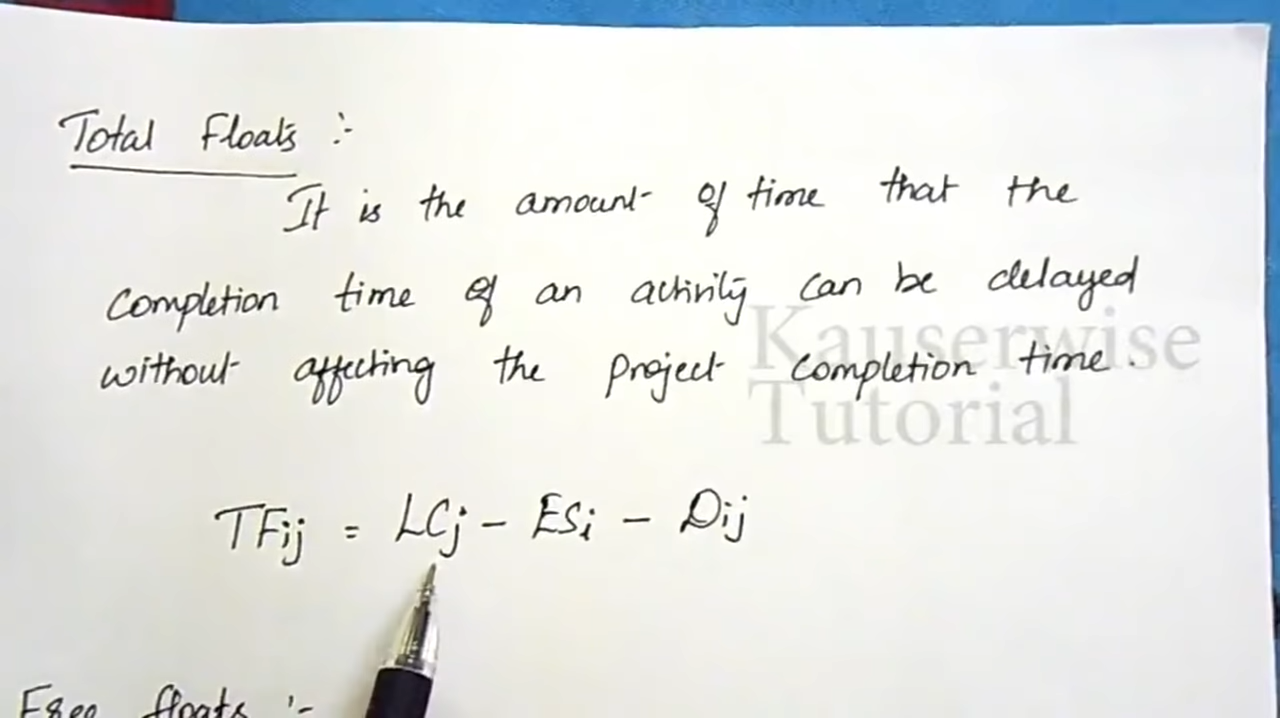 Total Floats :-
It is the amount of time that the
completion time of an activity can be delayed
without affecting the project completion time.
Kauserwise
Tutorial
TFij = LCj - ESi - Dij
Free floats :-